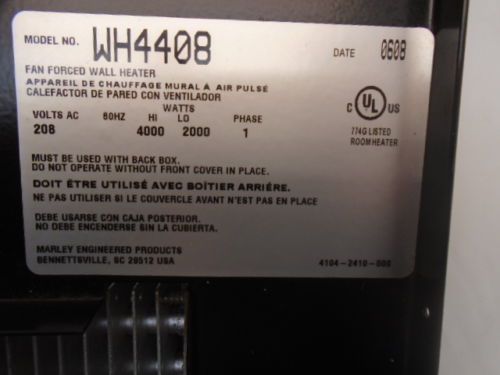 MODEL NO. WH4408 DATE 0608
FAN FORCED WALL HEATER
APPAREIL DE CHAUFFAGE MURAL À AIR PULSÉ
CALEFACTOR DE PARED CON VENTILADOR
WATTS
VOLTS AC 60HZ HI LO PHASE
208 4000 2000 1
C UL US
774G LISTED
ROOM HEATER
MUST BE USED WITH BACK BOX.
DO NOT OPERATE WITHOUT FRONT COVER IN PLACE.
DOIT ÊTRE UTILISÉ AVEC BOÎTIER ARRIÉRE.
NE PAS UTILISER SI LE COUVERCLE AVANT N'EST PAS EN PLACE
DEBE USARSE CON CAJA POSTERIOR.
NO DEBE ENCENDERSE SIN LA CUBIERTA.
MARLEY ENGINEERED PRODUCTS
BENNETTSVILLE, SC 29512 USA
4104-2410-000